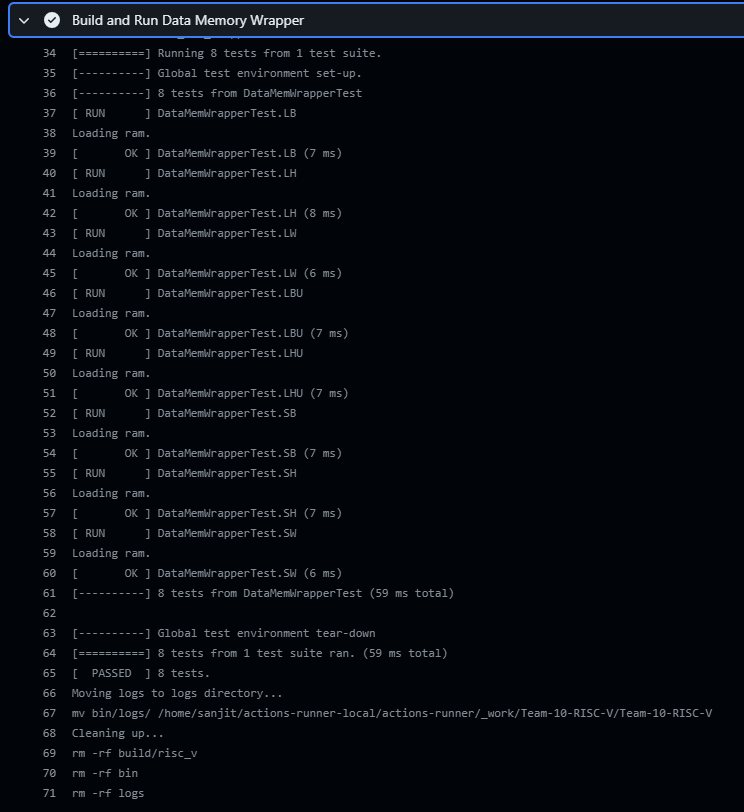 Build and Run Data Memory Wrapper
34 [==========] Running 8 tests from 1 test suite.
35 [----------] Global test environment set-up.
36 [----------] 8 tests from DataMemWrapperTest
37 [ RUN      ] DataMemWrapperTest.LB
38 Loading ram.
39 [       OK ] DataMemWrapperTest.LB (7 ms)
40 [ RUN      ] DataMemWrapperTest.LH
41 Loading ram.
42 [       OK ] DataMemWrapperTest.LH (8 ms)
43 [ RUN      ] DataMemWrapperTest.LW
44 Loading ram.
45 [       OK ] DataMemWrapperTest.LW (6 ms)
46 [ RUN      ] DataMemWrapperTest.LBU
47 Loading ram.
48 [       OK ] DataMemWrapperTest.LBU (7 ms)
49 [ RUN      ] DataMemWrapperTest.LHU
50 Loading ram.
51 [       OK ] DataMemWrapperTest.LHU (7 ms)
52 [ RUN      ] DataMemWrapperTest.SB
53 Loading ram.
54 [       OK ] DataMemWrapperTest.SB (7 ms)
55 [ RUN      ] DataMemWrapperTest.SH
56 Loading ram.
57 [       OK ] DataMemWrapperTest.SH (7 ms)
58 [ RUN      ] DataMemWrapperTest.SW
59 Loading ram.
60 [       OK ] DataMemWrapperTest.SW (6 ms)
61 [----------] 8 tests from DataMemWrapperTest (59 ms total)
62
63 [----------] Global test environment tear-down
64 [==========] 8 tests from 1 test suite ran. (59 ms total)
65 [  PASSED  ] 8 tests.
66 Moving logs to logs directory...
67 mv bin/logs/ /home/sanjit/actions-runner-local/actions-runner/_work/Team-10-RISC-V/Team-10-RISC-V
68 Cleaning up...
69 rm -rf build/risc_v
70 rm -rf bin
71 rm -rf logs